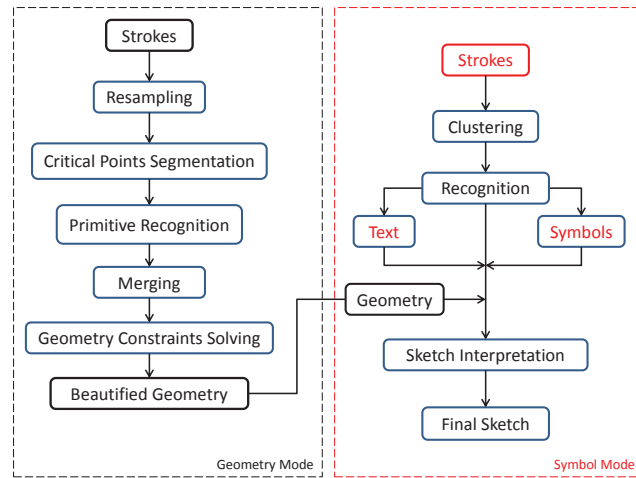 Strokes
Resampling
Critical Points Segmentation
Primitive Recognition
Merging
Geometry Constraints Solving
Beautified Geometry
Geometry Mode
Strokes
Clustering
Recognition
Text
Symbols
Geometry
Sketch Interpretation
Final Sketch
Symbol Mode